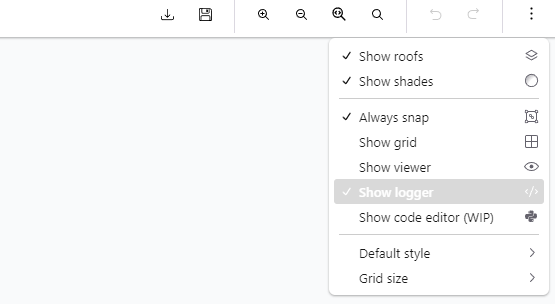 Show roofs
Show shades
Always snap
Show grid
Show viewer
Show logger
Show code editor (WIP)
Default style
Grid size